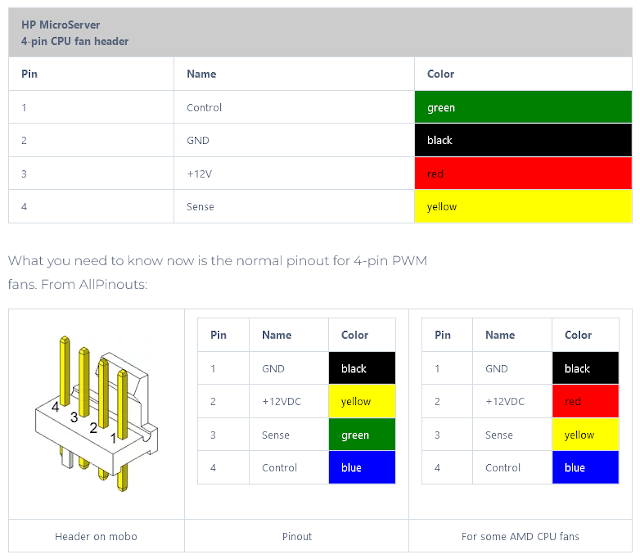 HP MicroServer
4-pin CPU fan header
Pin Name Color
1 Control green
2 GND black
3 +12V red
4 Sense yellow
What you need to know now is the normal pinout for 4-pin PWM
fans. From AllPinouts:
4 3 2 1
Pin Name Color
1 GND black
2 +12VDC yellow
3 Sense green
4 Control blue
Pin Name Color
1 GND black
2 +12VDC red
3 Sense yellow
4 Control blue
Header on mobo
Pinout
For some AMD CPU fans